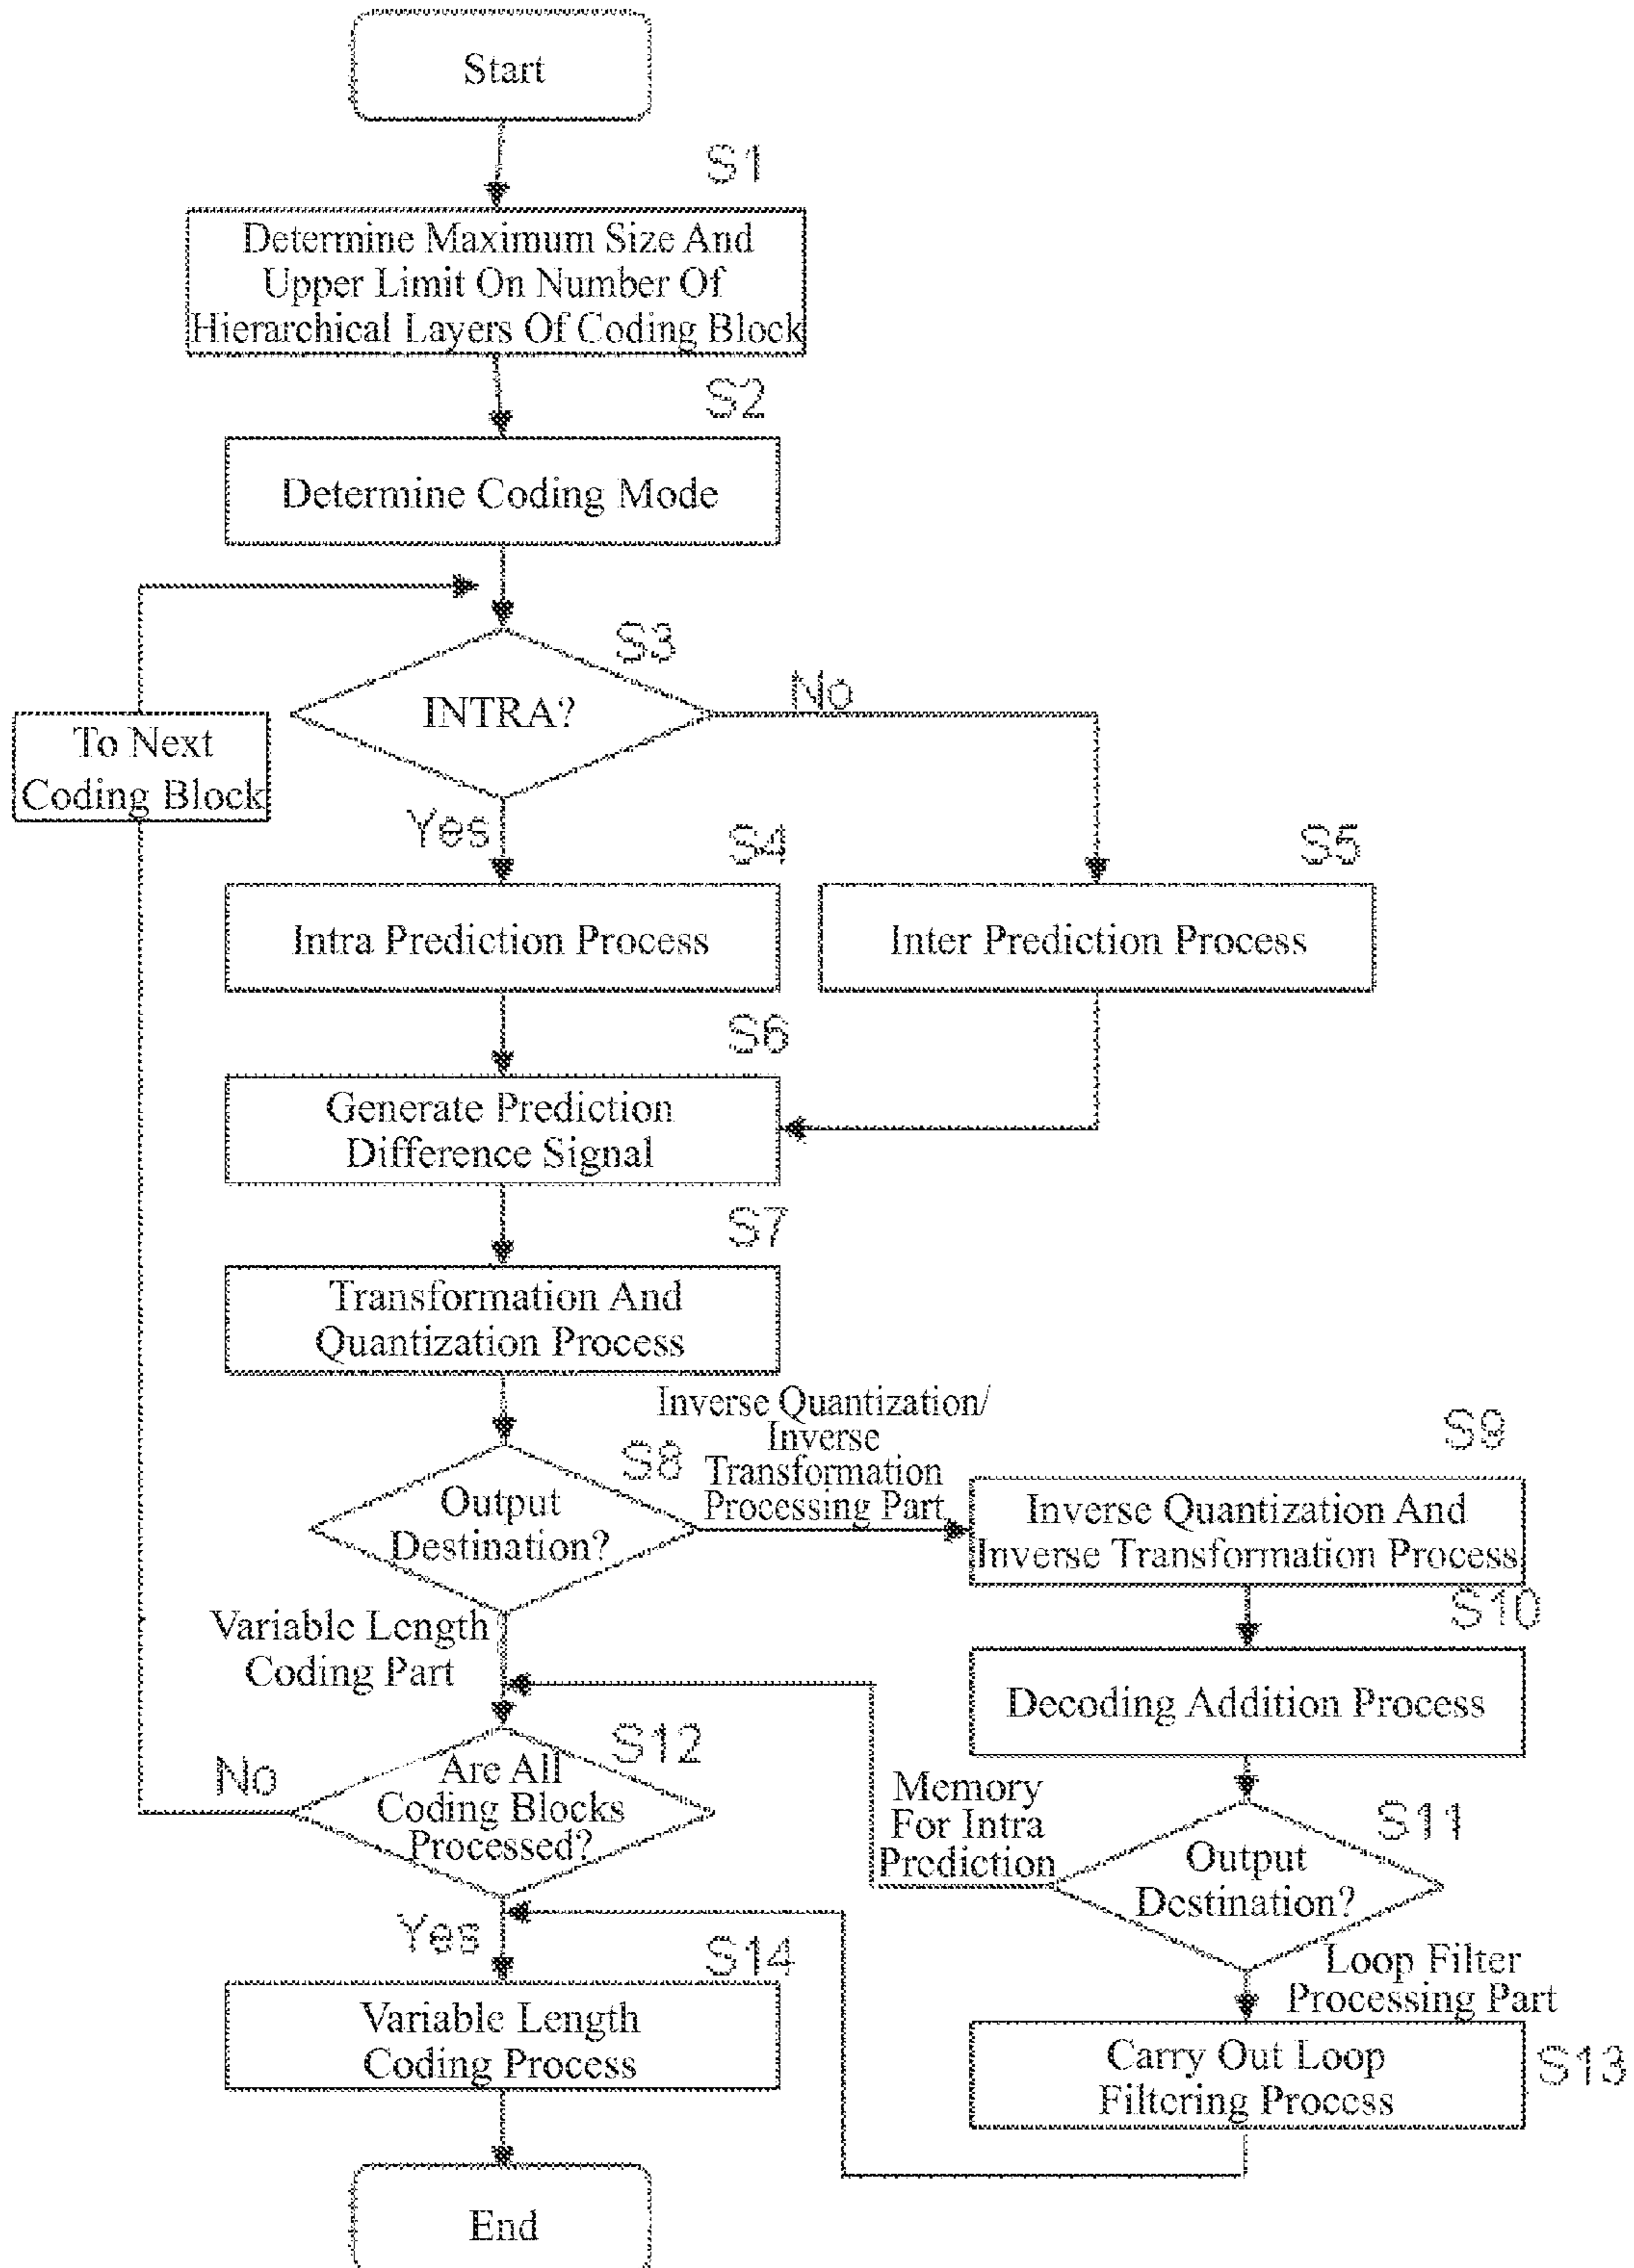 Start
S1
Determine Maximum Size And
Upper Limit On Number Of
Hierarchical Layers Of Coding Block
S2
Determine Coding Mode
S3
INTRA?
No
To Next
Coding Block
Yes
S4
S5
Intra Prediction Process
Inter Prediction Process
S6
Generate Prediction
Difference Signal
S7
Transformation And
Quantization Process
Inverse Quantization/
Inverse
Transformation
Processing Part
S8
Output
Destination?
S9
Inverse Quantization And
Inverse Transformation Process
S10
Variable Length
Coding Part
Decoding Addition Process
S12
No
Are All
Coding Blocks
Processed?
Memory
For Intra
Prediction
S11
Output
Destination?
Yes
S14
Loop Filter
Processing Part
Variable Length
Coding Process
Carry Out Loop
Filtering Process
S13
End